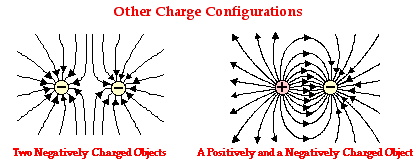 Other Charge Configurations
− − + −
Two Negatively Charged Objects
A Positively and a Negatively Charged Object